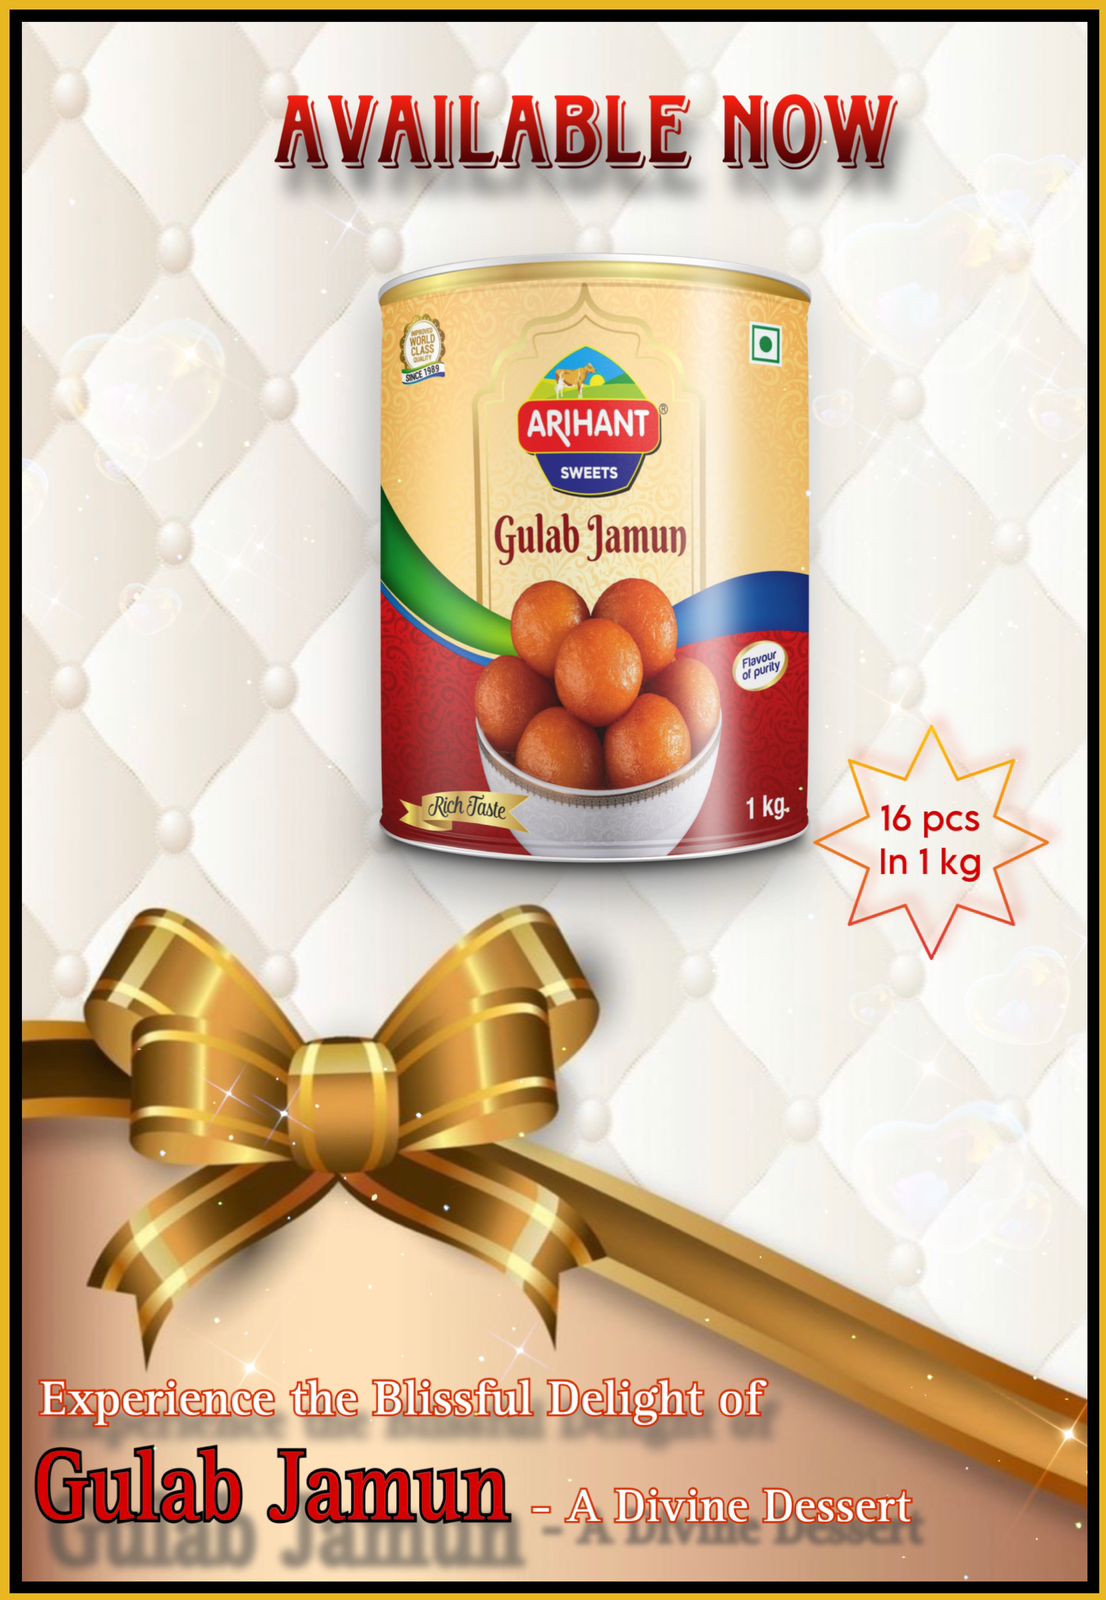 AVAILABLE NOW
IMPROVED
WORLD
CLASS
QUALITY
SINCE 1989
ARIHANT®
SWEETS
Gulab Jamun
Flavour
of purity
Rich Taste
1 kg.
16 pcs
In 1 kg
Experience the Blissful Delight of
Gulab Jamun - A Divine Dessert